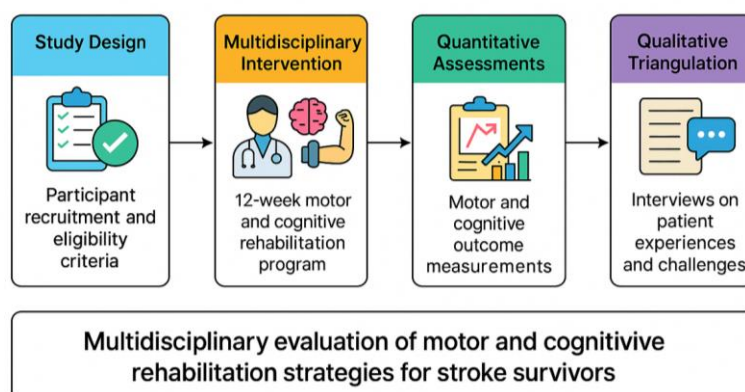 Study Design
Participant
recruitment and
eligibility
criteria
Multidisciplinary
Intervention
12-week motor
and cognitive
rehabilitation
program
Quantitative
Assessments
Motor and
cognitive
outcome
measurements
Qualitative
Triangulation
Interviews on
patient
experiences
and challenges
Multidisciplinary evaluation of motor and cognitivive
rehabilitation strategies for stroke survivors